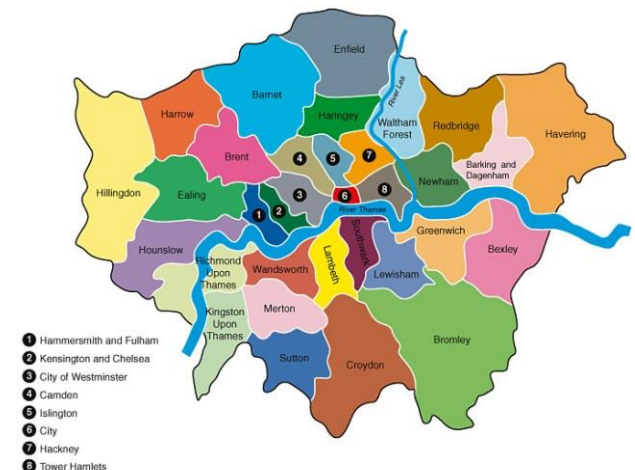 Enfield
Barnet
Harrow
Haringey
River Lea
Waltham
Forest
Redbridge
Havering
Brent
4
5
7
Hillingdon
Ealing
3
6
8
Newham
Barking and
Dagenham
1
2
River Thames
Hounslow
Richmond
Upon
Thames
Wandsworth
Lambeth
Southwark
Lewisham
Greenwich
Bexley
Kingston
Upon
Thames
Merton
Sutton
Croydon
Bromley
1 Hammersmith and Fulham
2 Kensington and Chelsea
3 City of Westminster
4 Camden
5 Islington
6 City
7 Hackney
8 Tower Hamlets